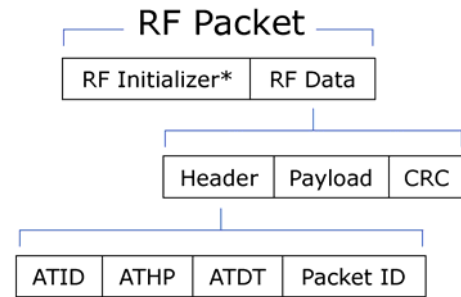 RF Packet
RF Initializer* RF Data
Header Payload CRC
ATID ATHP ATDT Packet ID